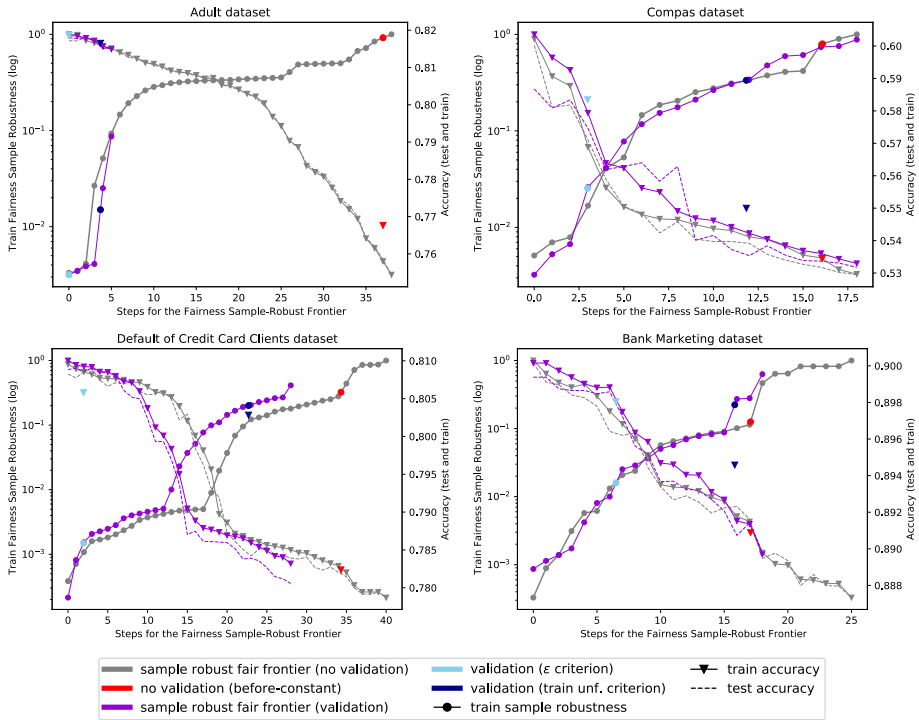 Adult dataset
Train Fairness Sample Robustness (log)
10⁰
10⁻¹
10⁻²
0 5 10 15 20 25 30 35
Steps for the Fairness Sample-Robust Frontier
0.82
0.81
0.80
0.79
0.78
0.77
0.76
Accuracy (test and train)
Compas dataset
Train Fairness Sample Robustness (log)
10⁰
10⁻¹
10⁻²
0.0 2.5 5.0 7.5 10.0 12.5 15.0 17.5
Steps for the Fairness Sample-Robust Frontier
0.60
0.59
0.58
0.57
0.56
0.55
0.54
0.53
Accuracy (test and train)
Default of Credit Card Clients dataset
Train Fairness Sample Robustness (log)
10⁰
10⁻¹
10⁻²
10⁻³
0 5 10 15 20 25 30 35 40
Steps for the Fairness Sample-Robust Frontier
0.810
0.805
0.800
0.795
0.790
0.785
0.780
Accuracy (test and train)
Bank Marketing dataset
Train Fairness Sample Robustness (log)
10⁰
10⁻¹
10⁻²
10⁻³
0 5 10 15 20 25
Steps for the Fairness Sample-Robust Frontier
0.900
0.898
0.896
0.894
0.892
0.890
0.888
Accuracy (test and train)
sample robust fair frontier (no validation)
no validation (before-constant)
sample robust fair frontier (validation)
validation (ε criterion)
validation (train unf. criterion)
train sample robustness
train accuracy
test accuracy